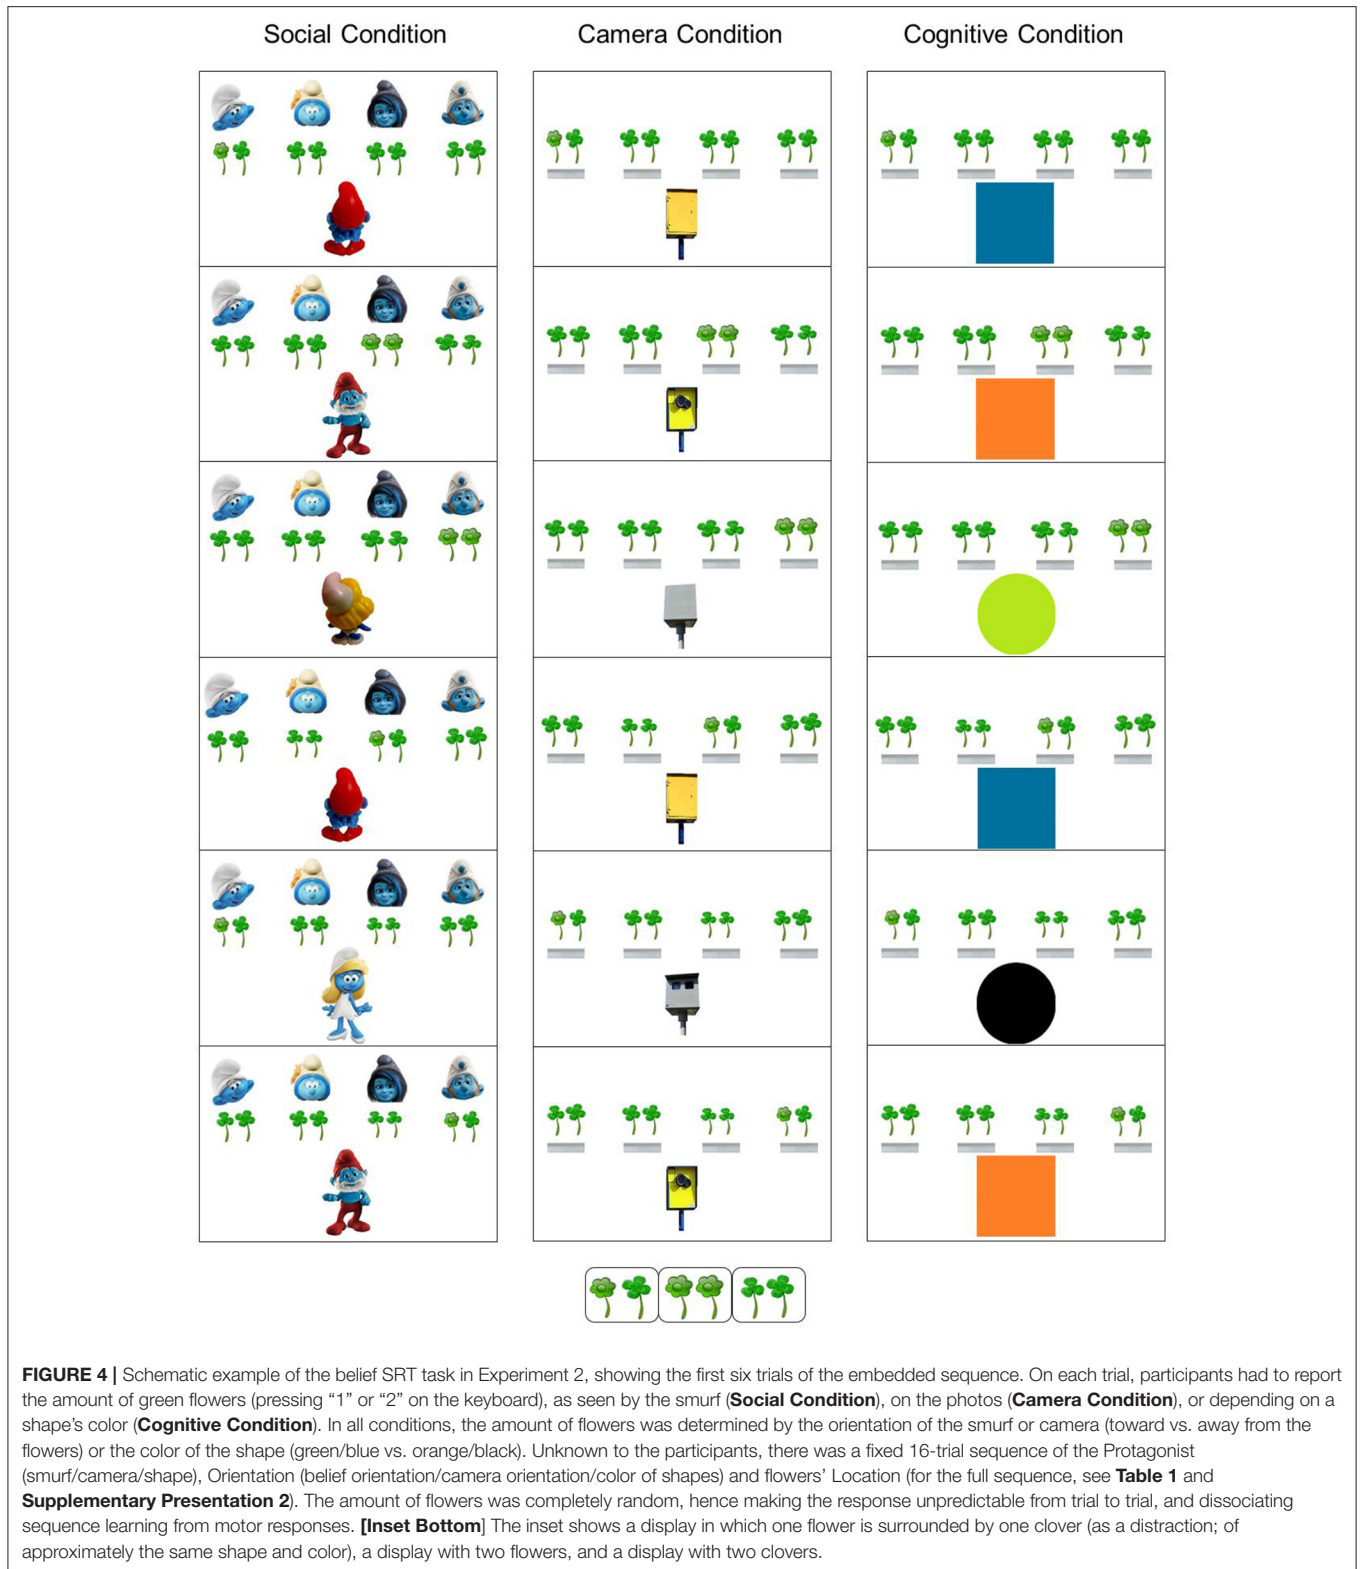 Social Condition
Camera Condition
Cognitive Condition
FIGURE 4 | Schematic example of the belief SRT task in Experiment 2, showing the first six trials of the embedded sequence. On each trial, participants had to report
the amount of green flowers (pressing “1” or “2” on the keyboard), as seen by the smurf (Social Condition), on the photos (Camera Condition), or depending on a
shape’s color (Cognitive Condition). In all conditions, the amount of flowers was determined by the orientation of the smurf or camera (toward vs. away from the
flowers) or the color of the shape (green/blue vs. orange/black). Unknown to the participants, there was a fixed 16-trial sequence of the Protagonist
(smurf/camera/shape), Orientation (belief orientation/camera orientation/color of shapes) and flowers’ Location (for the full sequence, see Table 1 and
Supplementary Presentation 2). The amount of flowers was completely random, hence making the response unpredictable from trial to trial, and dissociating
sequence learning from motor responses. [Inset Bottom] The inset shows a display in which one flower is surrounded by one clover (as a distraction; of
approximately the same shape and color), a display with two flowers, and a display with two clovers.